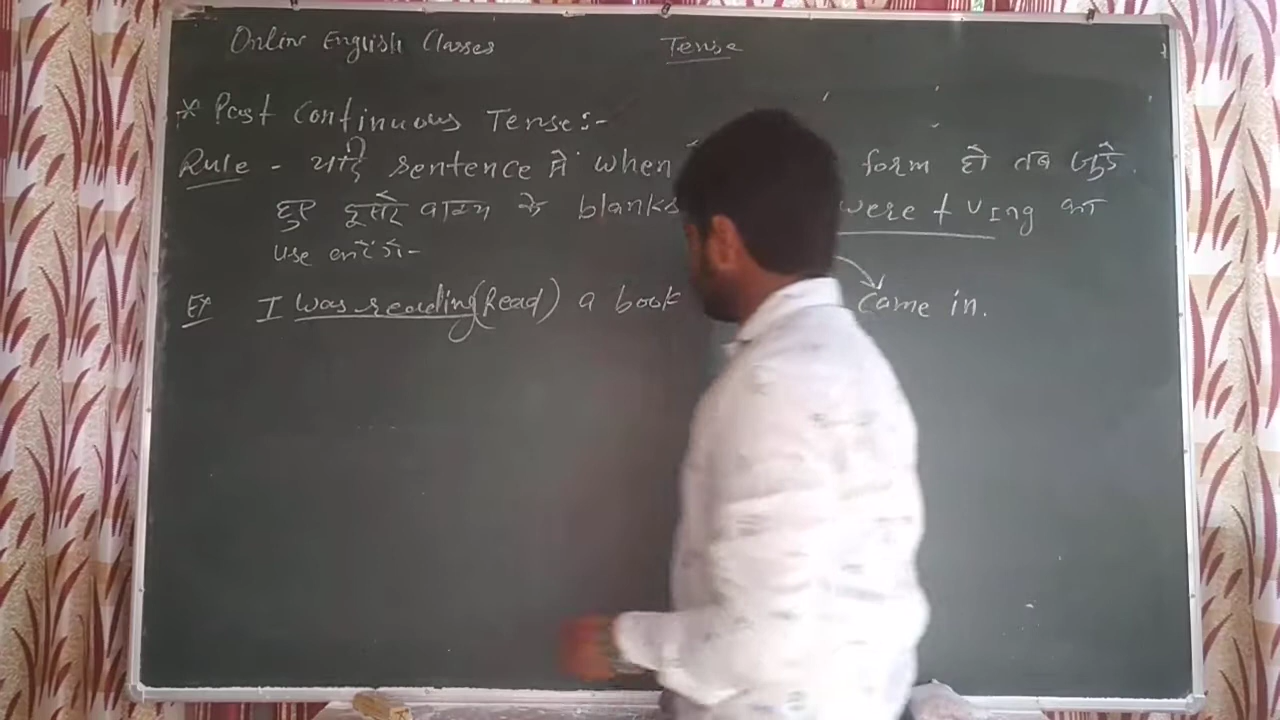 Online English Classes
Tense
* Past Continuous Tense:-
Rule - यदि sentence में when form हो तब जुड़े
हुए दूसरे वाक्य के blanks were + VIng का
use करेंगे-
Ex I was reading (Read) a book came in.